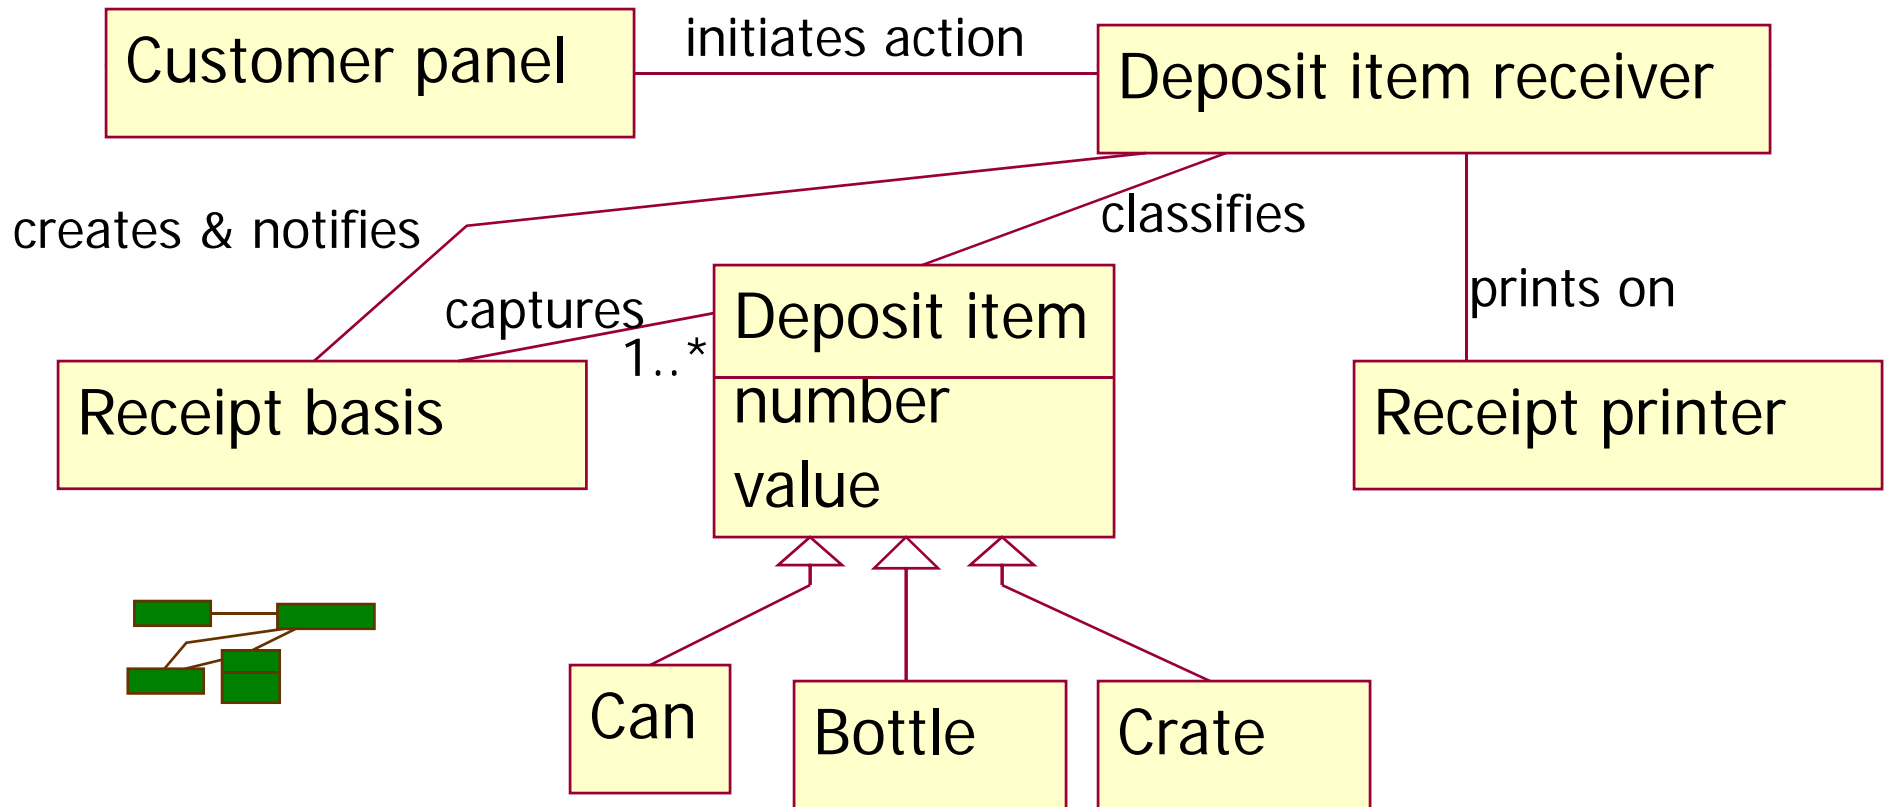 Customer panel
initiates action
Deposit item receiver
creates & notifies
classifies
captures
1..*
Deposit item
number
value
prints on
Receipt basis
Receipt printer
Can
Bottle
Crate